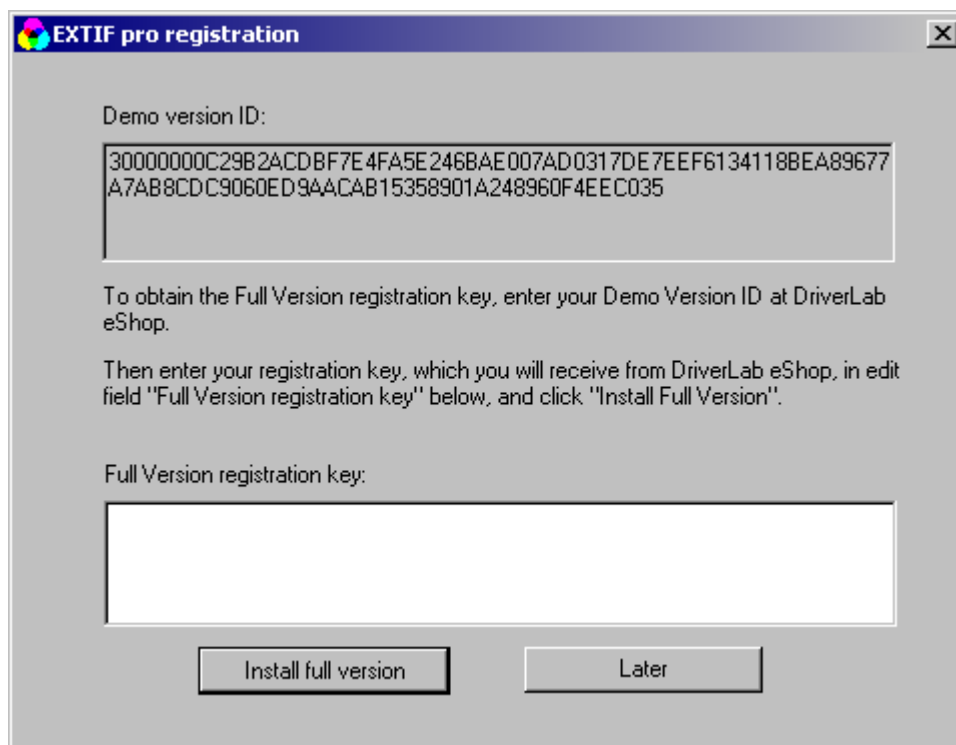 EXTIF pro registration
Demo version ID:
30000000C29B2ACDBF7E4FA5E246BAE007AD0317DE7EEF6134118BEA89677
A7AB8CDC9060ED9AACAB15358901A248960F4EEC035
To obtain the Full Version registration key, enter your Demo Version ID at DriverLab
eShop.
Then enter your registration key, which you will receive from DriverLab eShop, in edit
field "Full Version registration key" below, and click "Install Full Version".
Full Version registration key:
Install full version
Later